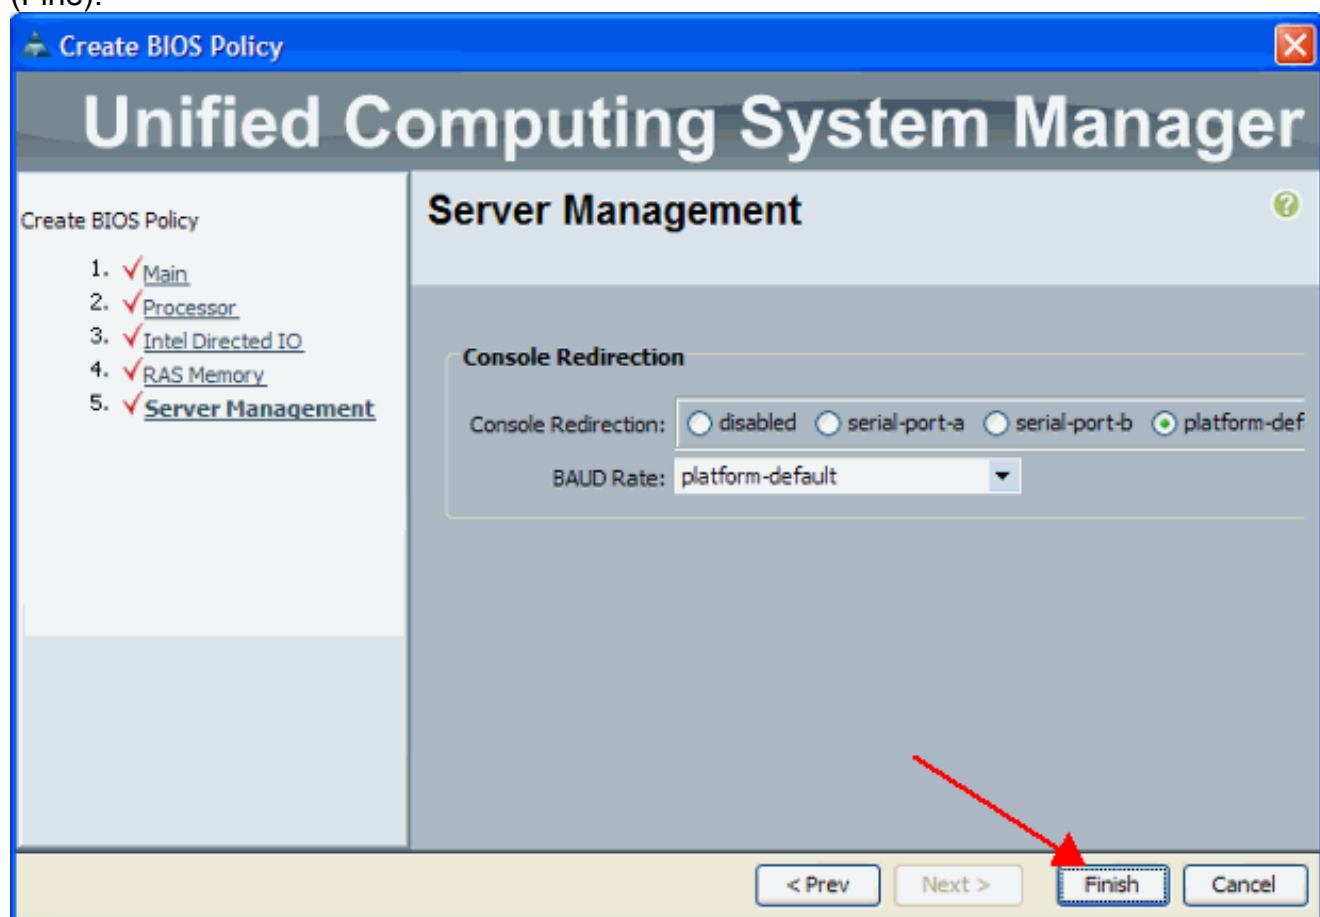 (Fine).
Create BIOS Policy
Unified Computing System Manager
Create BIOS Policy
1. Main
2. Processor
3. Intel Directed IO
4. RAS Memory
5. Server Management
Server Management
?
Console Redirection
Console Redirection: disabled serial-port-a serial-port-b platform-def
BAUD Rate: platform-default
< Prev Next > Finish Cancel